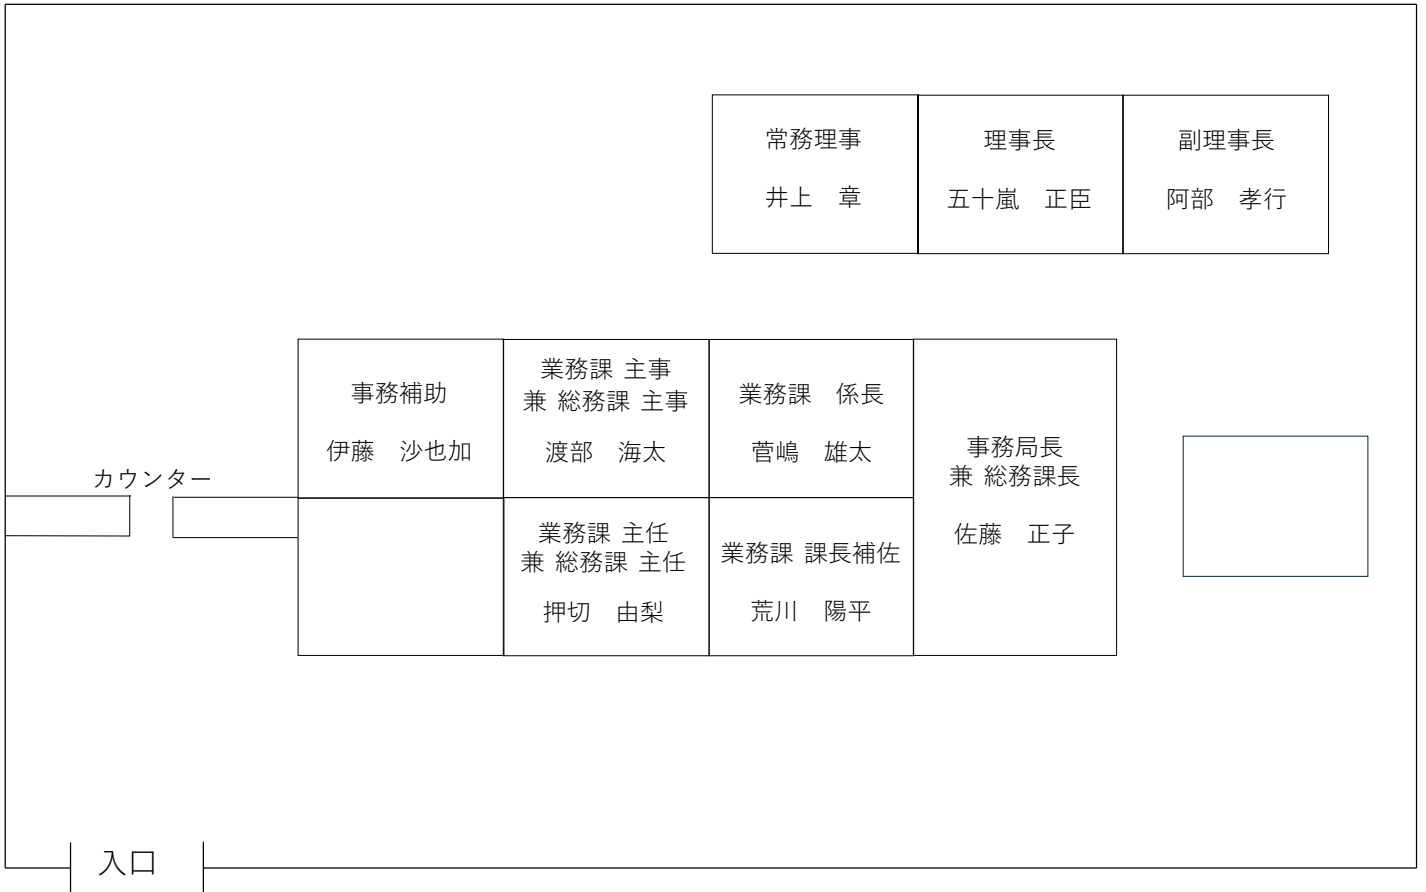 常務理事
井上　章
理事長
五十嵐　正臣
副理事長
阿部　孝行
事務補助
伊藤　沙也加
業務課 主事
兼 総務課 主事
渡部　海太
業務課　係長
菅嶋　雄太
事務局長
兼 総務課長
佐藤　正子
カウンター
業務課 主任
兼 総務課 主任
押切　由梨
業務課 課長補佐
荒川　陽平
入口